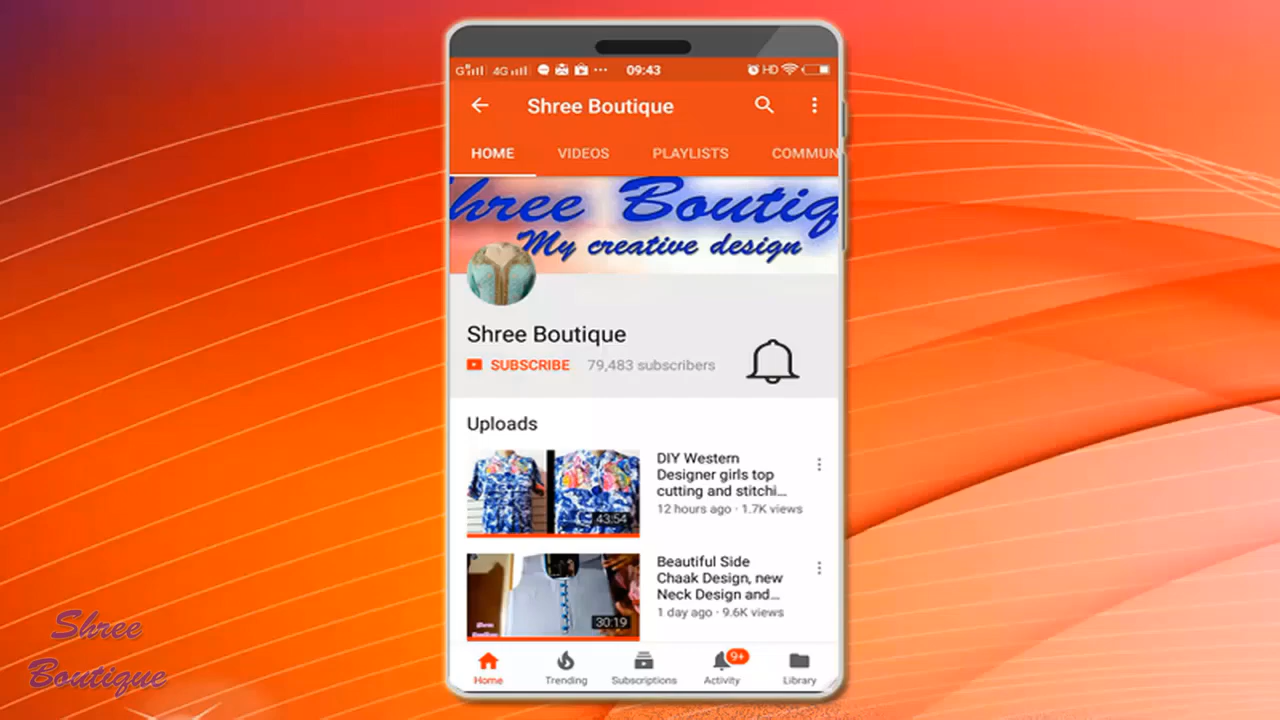 4G
HD
09:43
Shree Boutique
HOME
VIDEOS
PLAYLISTS
COMMUN
hree Boutiq
My creative design
Shree Boutique
SUBSCRIBE
79,483 subscribers
Uploads
DIY Western
Designer girls top
cutting and stitchi...
12 hours ago · 1.7K views
43:54
Beautiful Side
Chaak Design, new
Neck Design and...
1 day ago · 9.6K views
30:19
Home
Trending
Subscriptions
9+
Activity
Library
Shree
Boutique